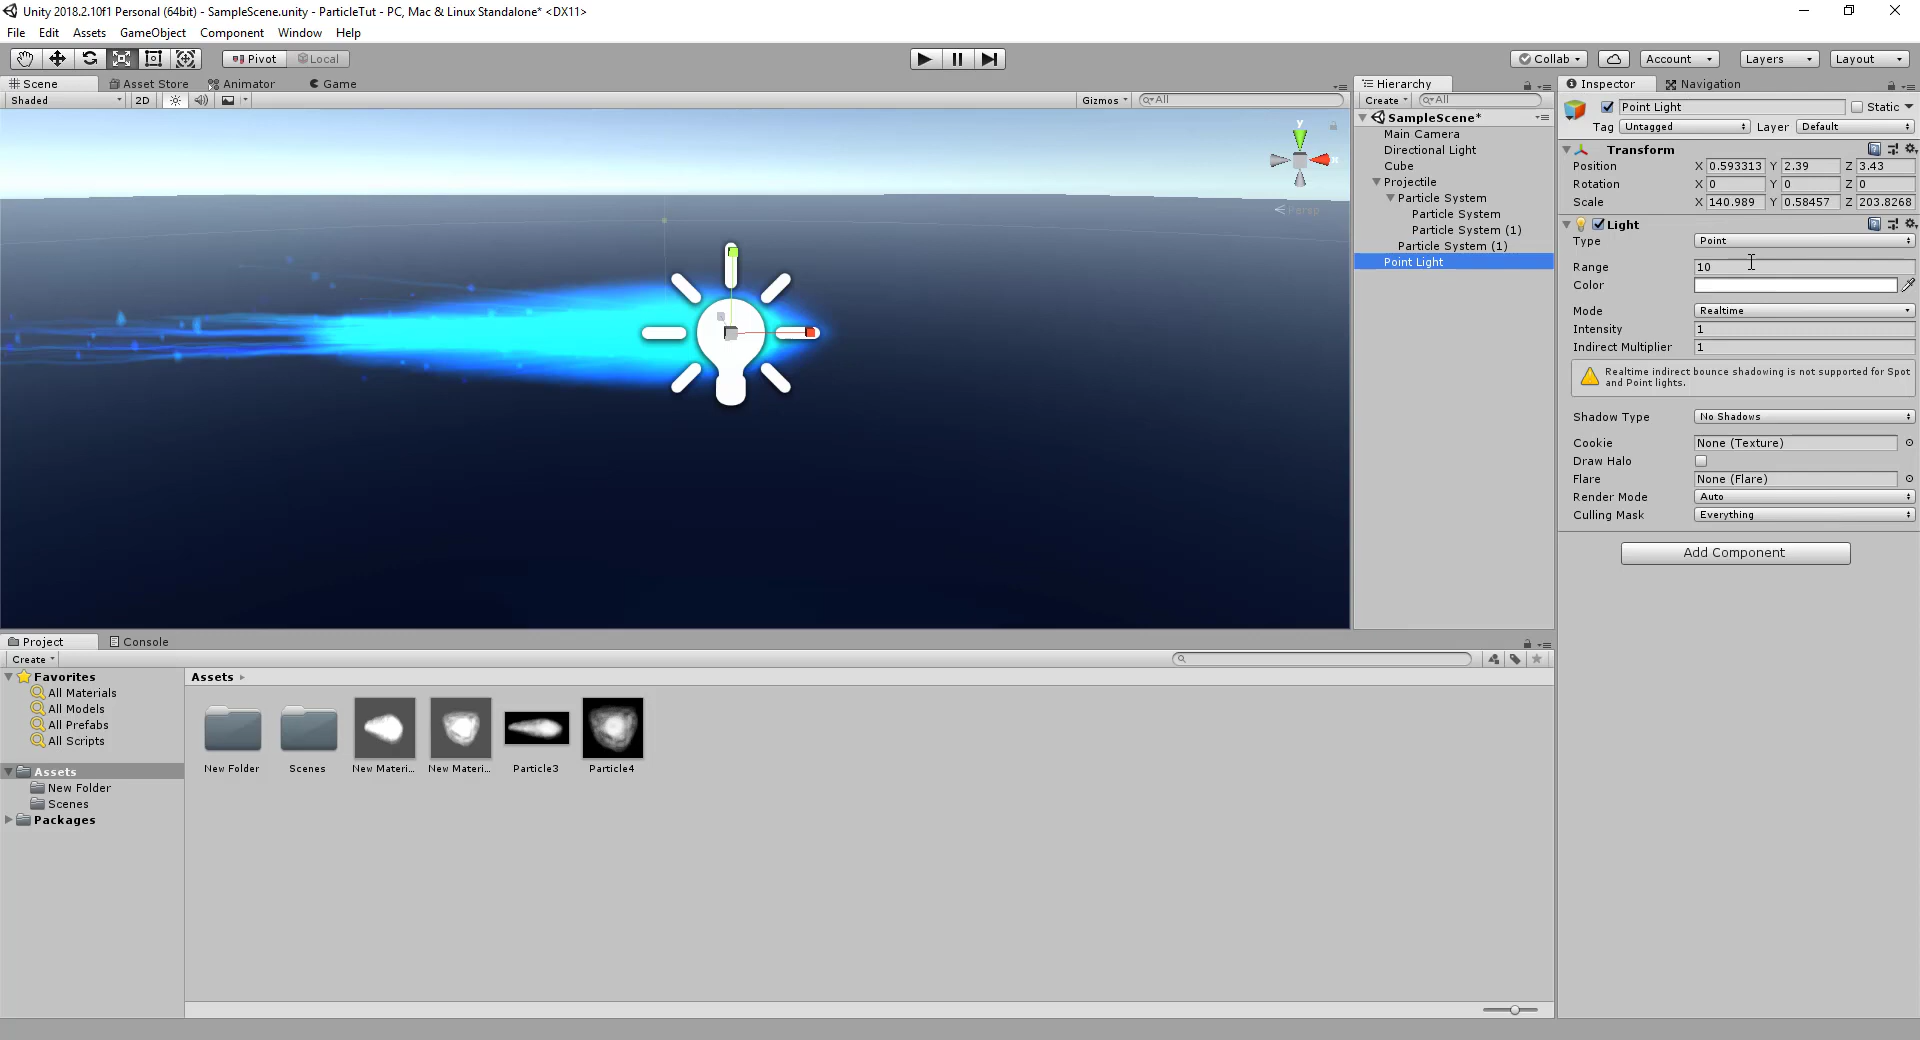 Unity 2018.2.10f1 Personal (64bit) - SampleScene.unity - ParticleTut - PC, Mac & Linux Standalone* <DX11>
File Edit Assets GameObject Component Window Help
Pivot Local Collab Account Layers Layout
Scene Asset Store Animator Game
Shaded 2D Gizmos All
y
x
Persp
Hierarchy
Create All
SampleScene*
Main Camera
Directional Light
Cube
Projectile
Particle System
Particle System
Particle System (1)
Particle System (1)
Point Light
Inspector Navigation
Point Light Static
Tag Untagged Layer Default
Transform
Position X 0.593313 Y 2.39 Z 3.43
Rotation X 0 Y 0 Z 0
Scale X 140.989 Y 0.58457 Z 203.8268
Light
Type Point
Range 10
Color
Mode Realtime
Intensity 1
Indirect Multiplier 1
Realtime indirect bounce shadowing is not supported for Spot
and Point lights.
Shadow Type No Shadows
Cookie None (Texture)
Draw Halo
Flare None (Flare)
Render Mode Auto
Culling Mask Everything
Add Component
Project Console
Create
Favorites
All Materials
All Models
All Prefabs
All Scripts
Assets
New Folder
Scenes
Packages
Assets
New Folder Scenes New Materi... New Materi... Particle3 Particle4